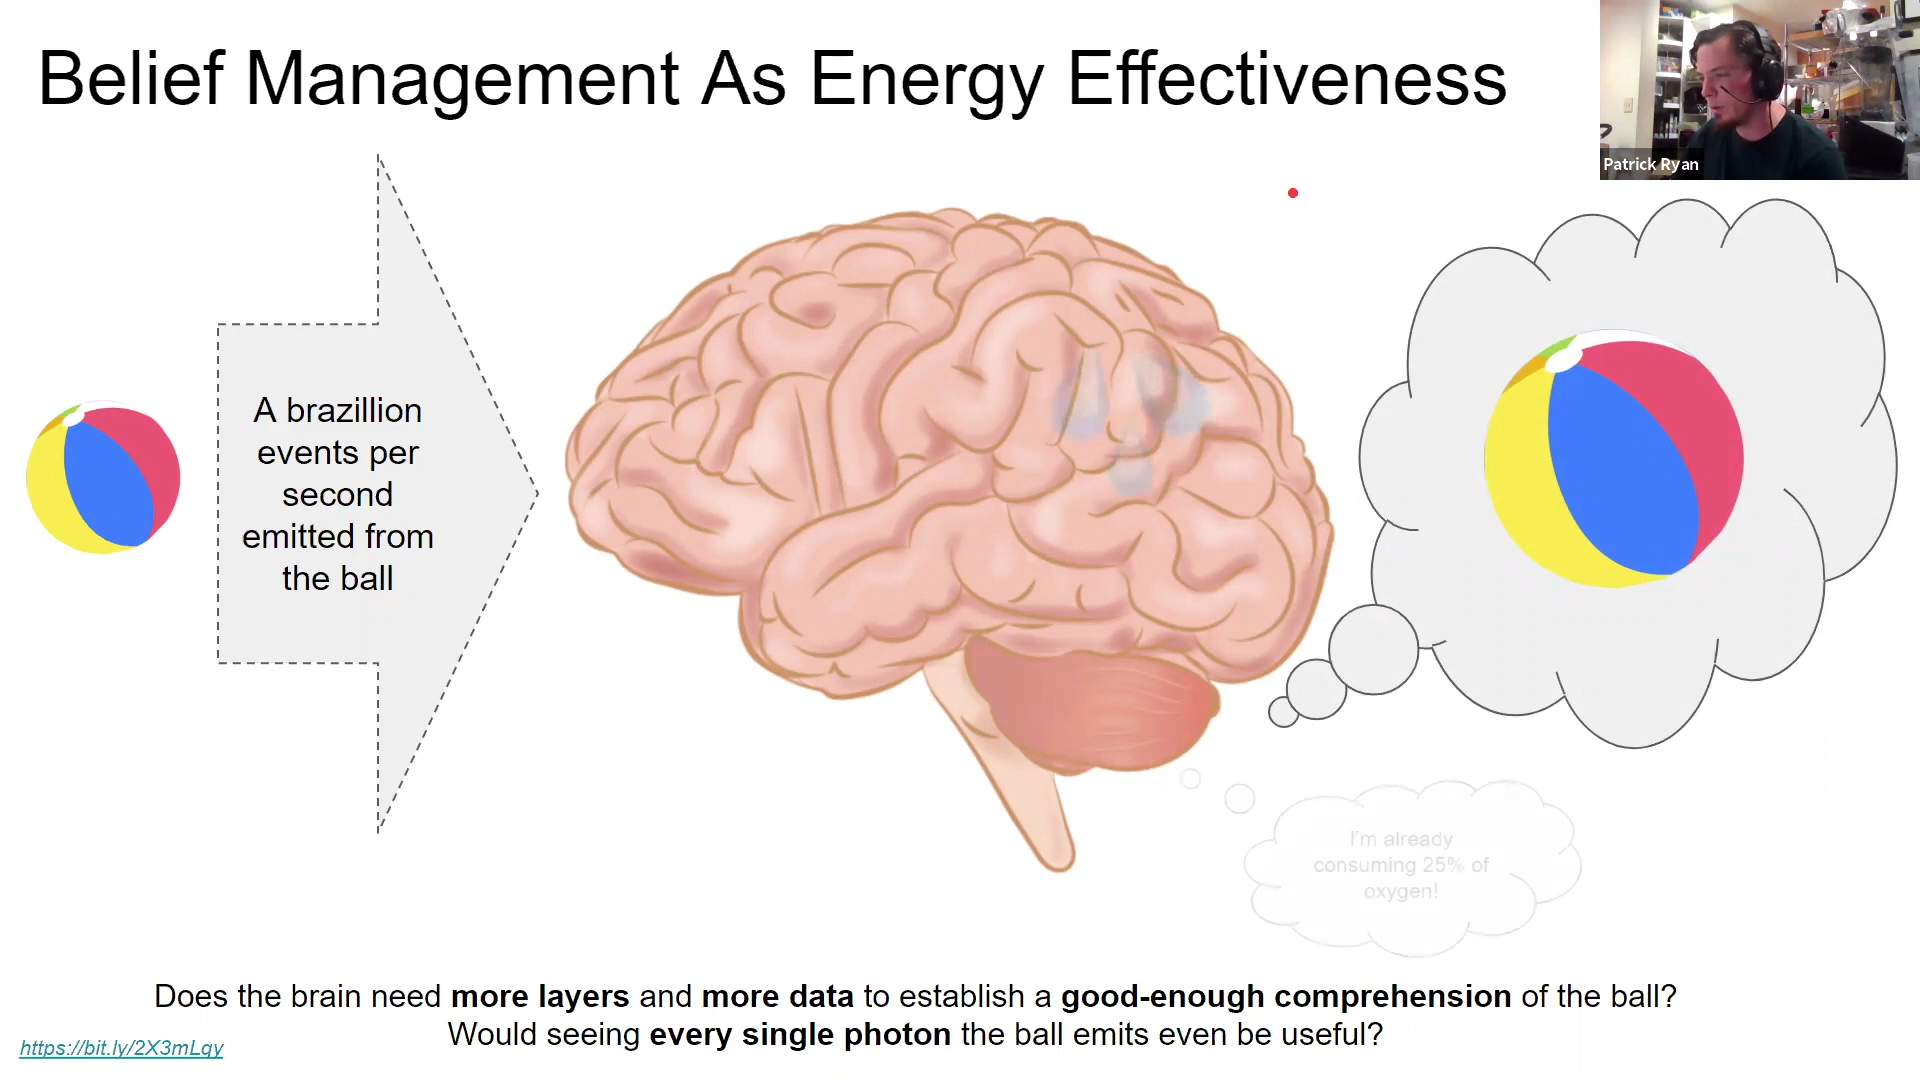 Belief Management As Energy Effectiveness
Patrick Ryan
A brazillion
events per
second
emitted from
the ball
I'm already
consuming 25% of
oxygen!
Does the brain need more layers and more data to establish a good-enough comprehension of the ball?
Would seeing every single photon the ball emits even be useful?
https://bit.ly/2X3mLqy